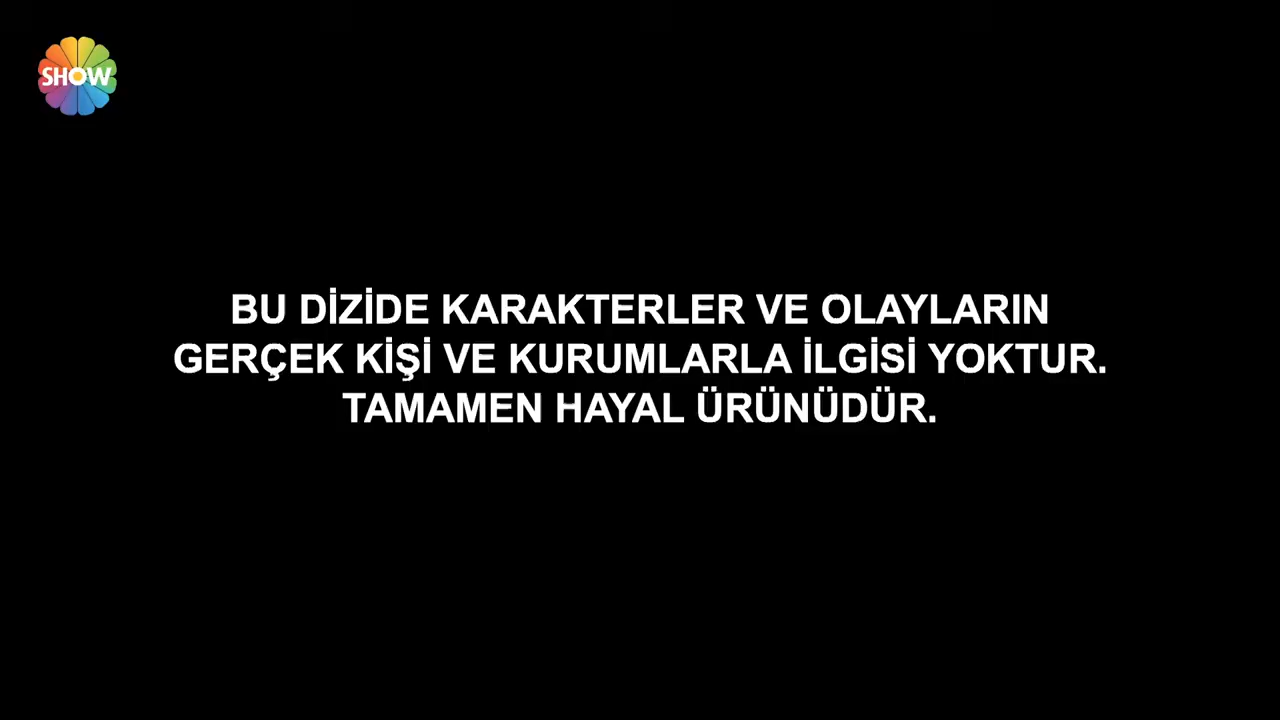 SHOW
BU DİZİDE KARAKTERLER VE OLAYLARIN
GERÇEK KİŞİ VE KURUMLARLA İLGİSİ YOKTUR.
TAMAMEN HAYAL ÜRÜNÜDÜR.